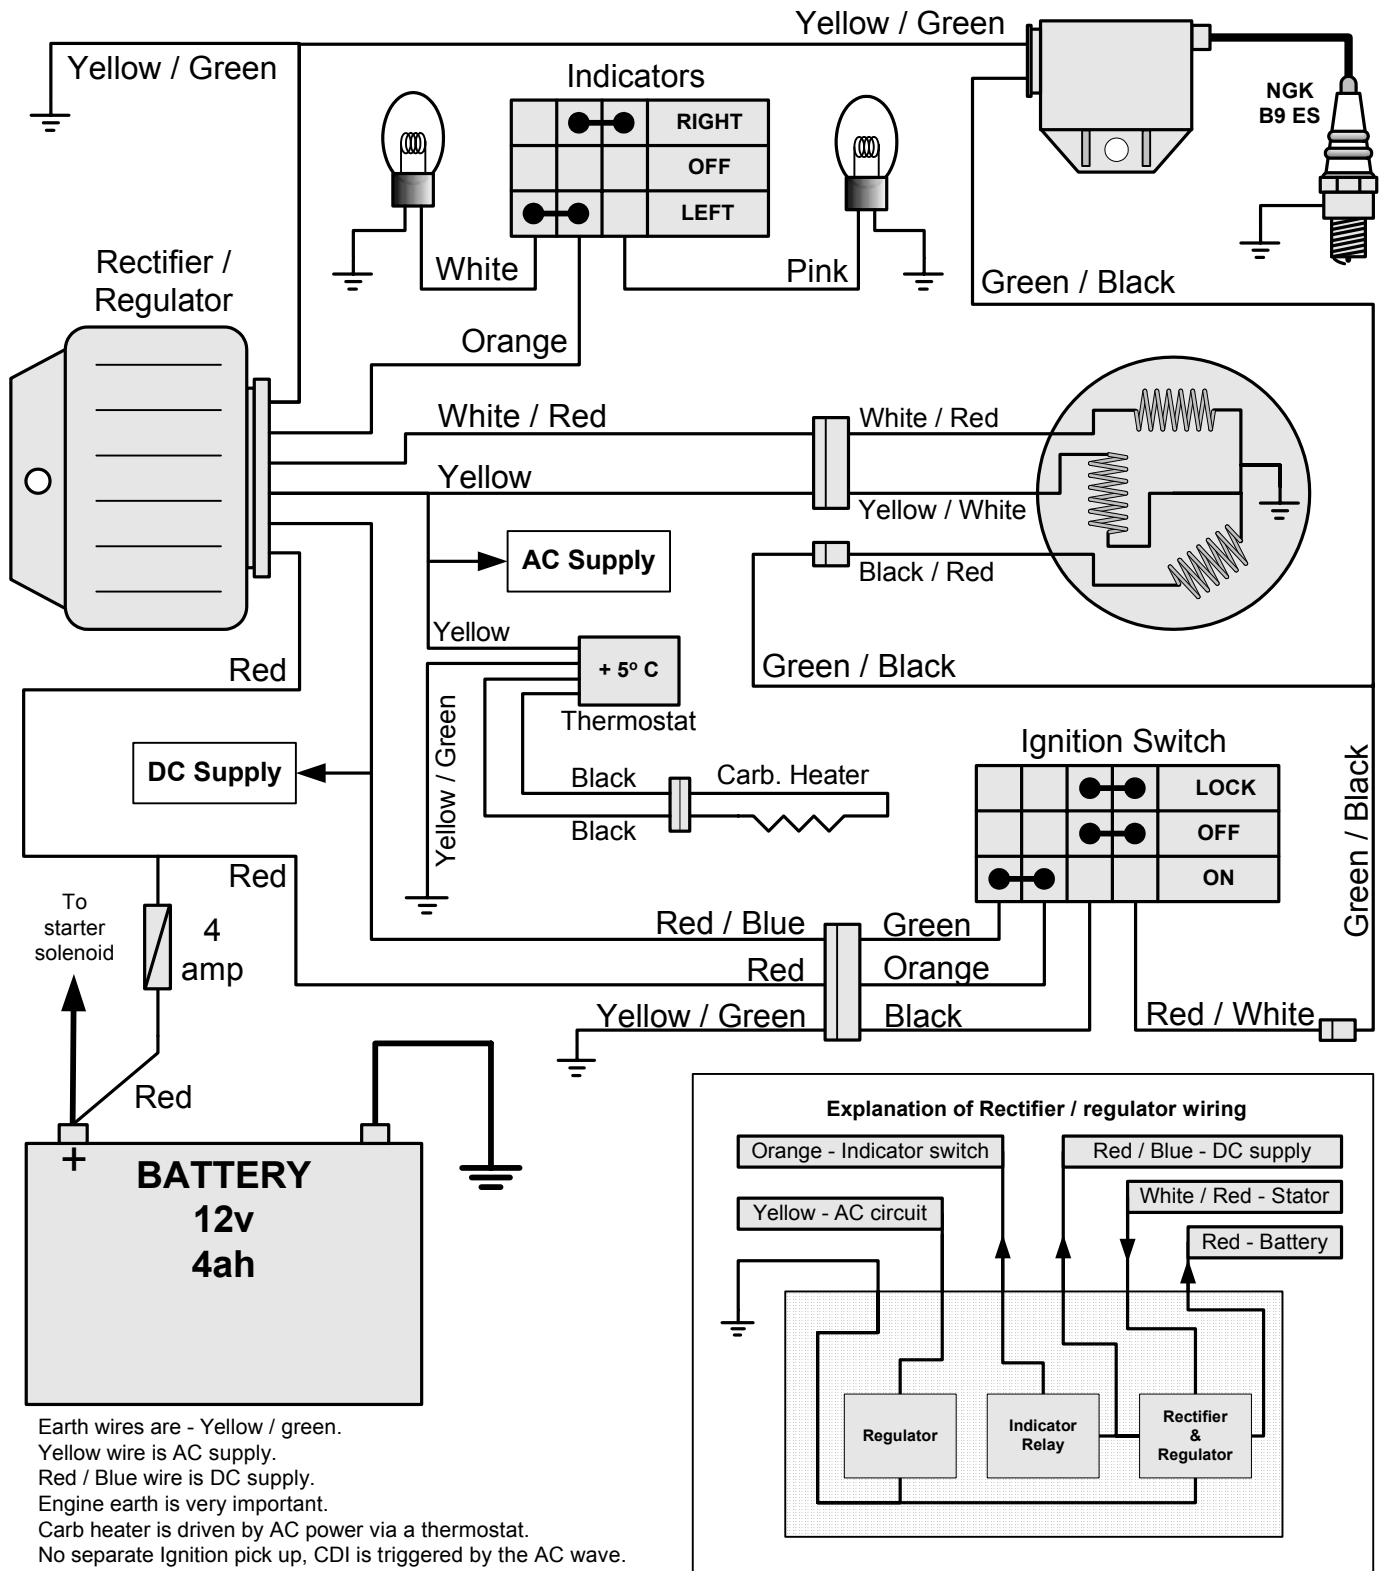 Yellow / Green
Yellow / Green
Indicators
NGK
B9 ES
RIGHT
OFF
LEFT
White
Pink
Green / Black
Rectifier /
Regulator
Orange
White / Red
White / Red
Yellow
Yellow / White
AC Supply
Black / Red
Yellow
+ 5º C
Thermostat
Green / Black
Red
Yellow / Green
DC Supply
Black
Carb. Heater
Black
Ignition Switch
LOCK
OFF
ON
Green / Black
Red
To
starter
solenoid
4
amp
Red / Blue
Green
Red
Orange
Yellow / Green
Black
Red / White
Red
+
BATTERY
12v
4ah
Explanation of Rectifier / regulator wiring
Orange - Indicator switch
Red / Blue - DC supply
White / Red - Stator
Yellow - AC circuit
Red - Battery
Regulator
Indicator
Relay
Rectifier
&
Regulator
Earth wires are - Yellow / green.
Yellow wire is AC supply.
Red / Blue wire is DC supply.
Engine earth is very important.
Carb heater is driven by AC power via a thermostat.
No separate Ignition pick up, CDI is triggered by the AC wave.